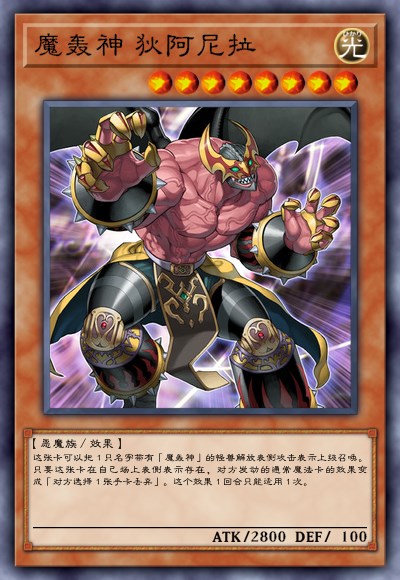 魔轰神 狄阿尼拉
光
【恶魔族／效果】
这张卡可以把1只名字带有「魔轰神」的怪兽解放表侧攻击表示上级召唤。
只要这张卡在自己场上表侧表示存在，对方发动的通常魔法卡的效果变
成「对方选择1张手卡丢弃」。这个效果1回合只能适用1次。
ATK/2800 DEF/ 100